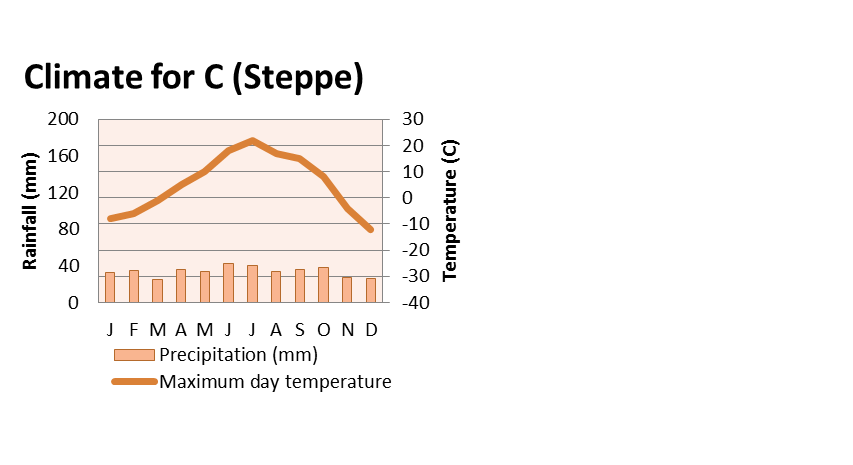 Climate for C (Steppe)
Rainfall (mm)
200
160
120
80
40
0
30
20
10
0
-10
-20
-30
-40
Temperature (C)
J F M A M J J A S O N D
Precipitation (mm)
Maximum day temperature